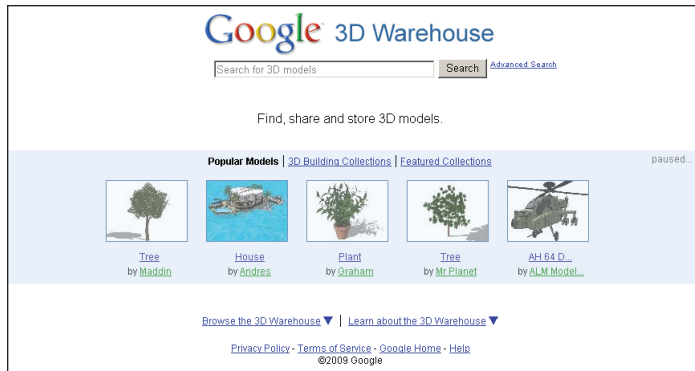 Google 3D Warehouse
Search for 3D models Search Advanced Search
Find, share and store 3D models.
Popular Models | 3D Building Collections | Featured Collections paused...
Tree House Plant Tree AH 64 D...
by Maddin by Andres by Graham by Mr Planet by ALM Model...
Browse the 3D Warehouse ▼ | Learn about the 3D Warehouse ▼
Privacy Policy - Terms of Service - Google Home - Help
©2009 Google